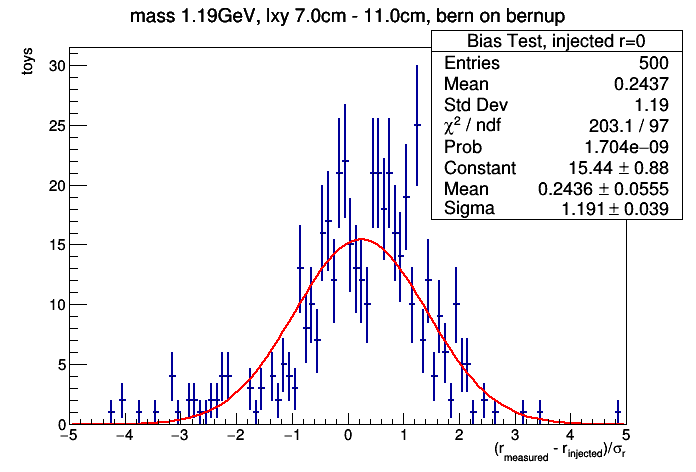 mass 1.19GeV, lxy 7.0cm - 11.0cm, bern on bernup
Bias Test, injected r=0
Entries 500
Mean 0.2437
Std Dev 1.19
χ² / ndf 203.1 / 97
Prob 1.704e−09
Constant 15.44 ± 0.88
Mean 0.2436 ± 0.0555
Sigma 1.191 ± 0.039
toys
30
25
20
15
10
5
0
−5 −4 −3 −2 −1 0 1 2 3 4 5
(r_measured - r_injected)/σ_r